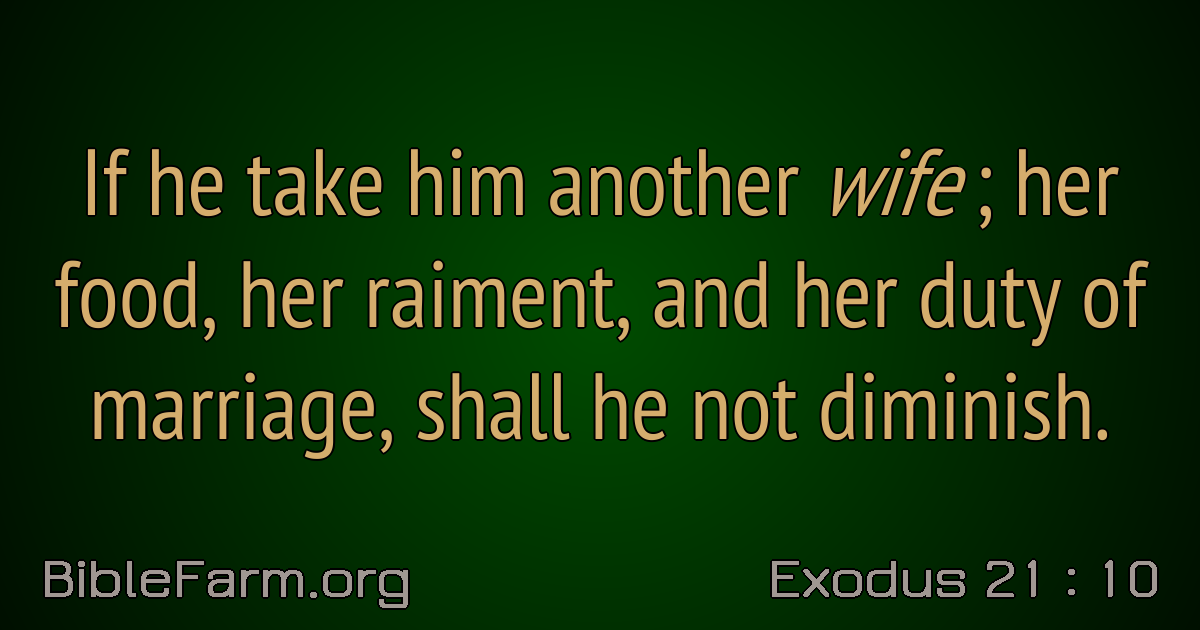 If he take him another wife; her
food, her raiment, and her duty of
marriage, shall he not diminish.
BibleFarm.org
Exodus 21 : 10